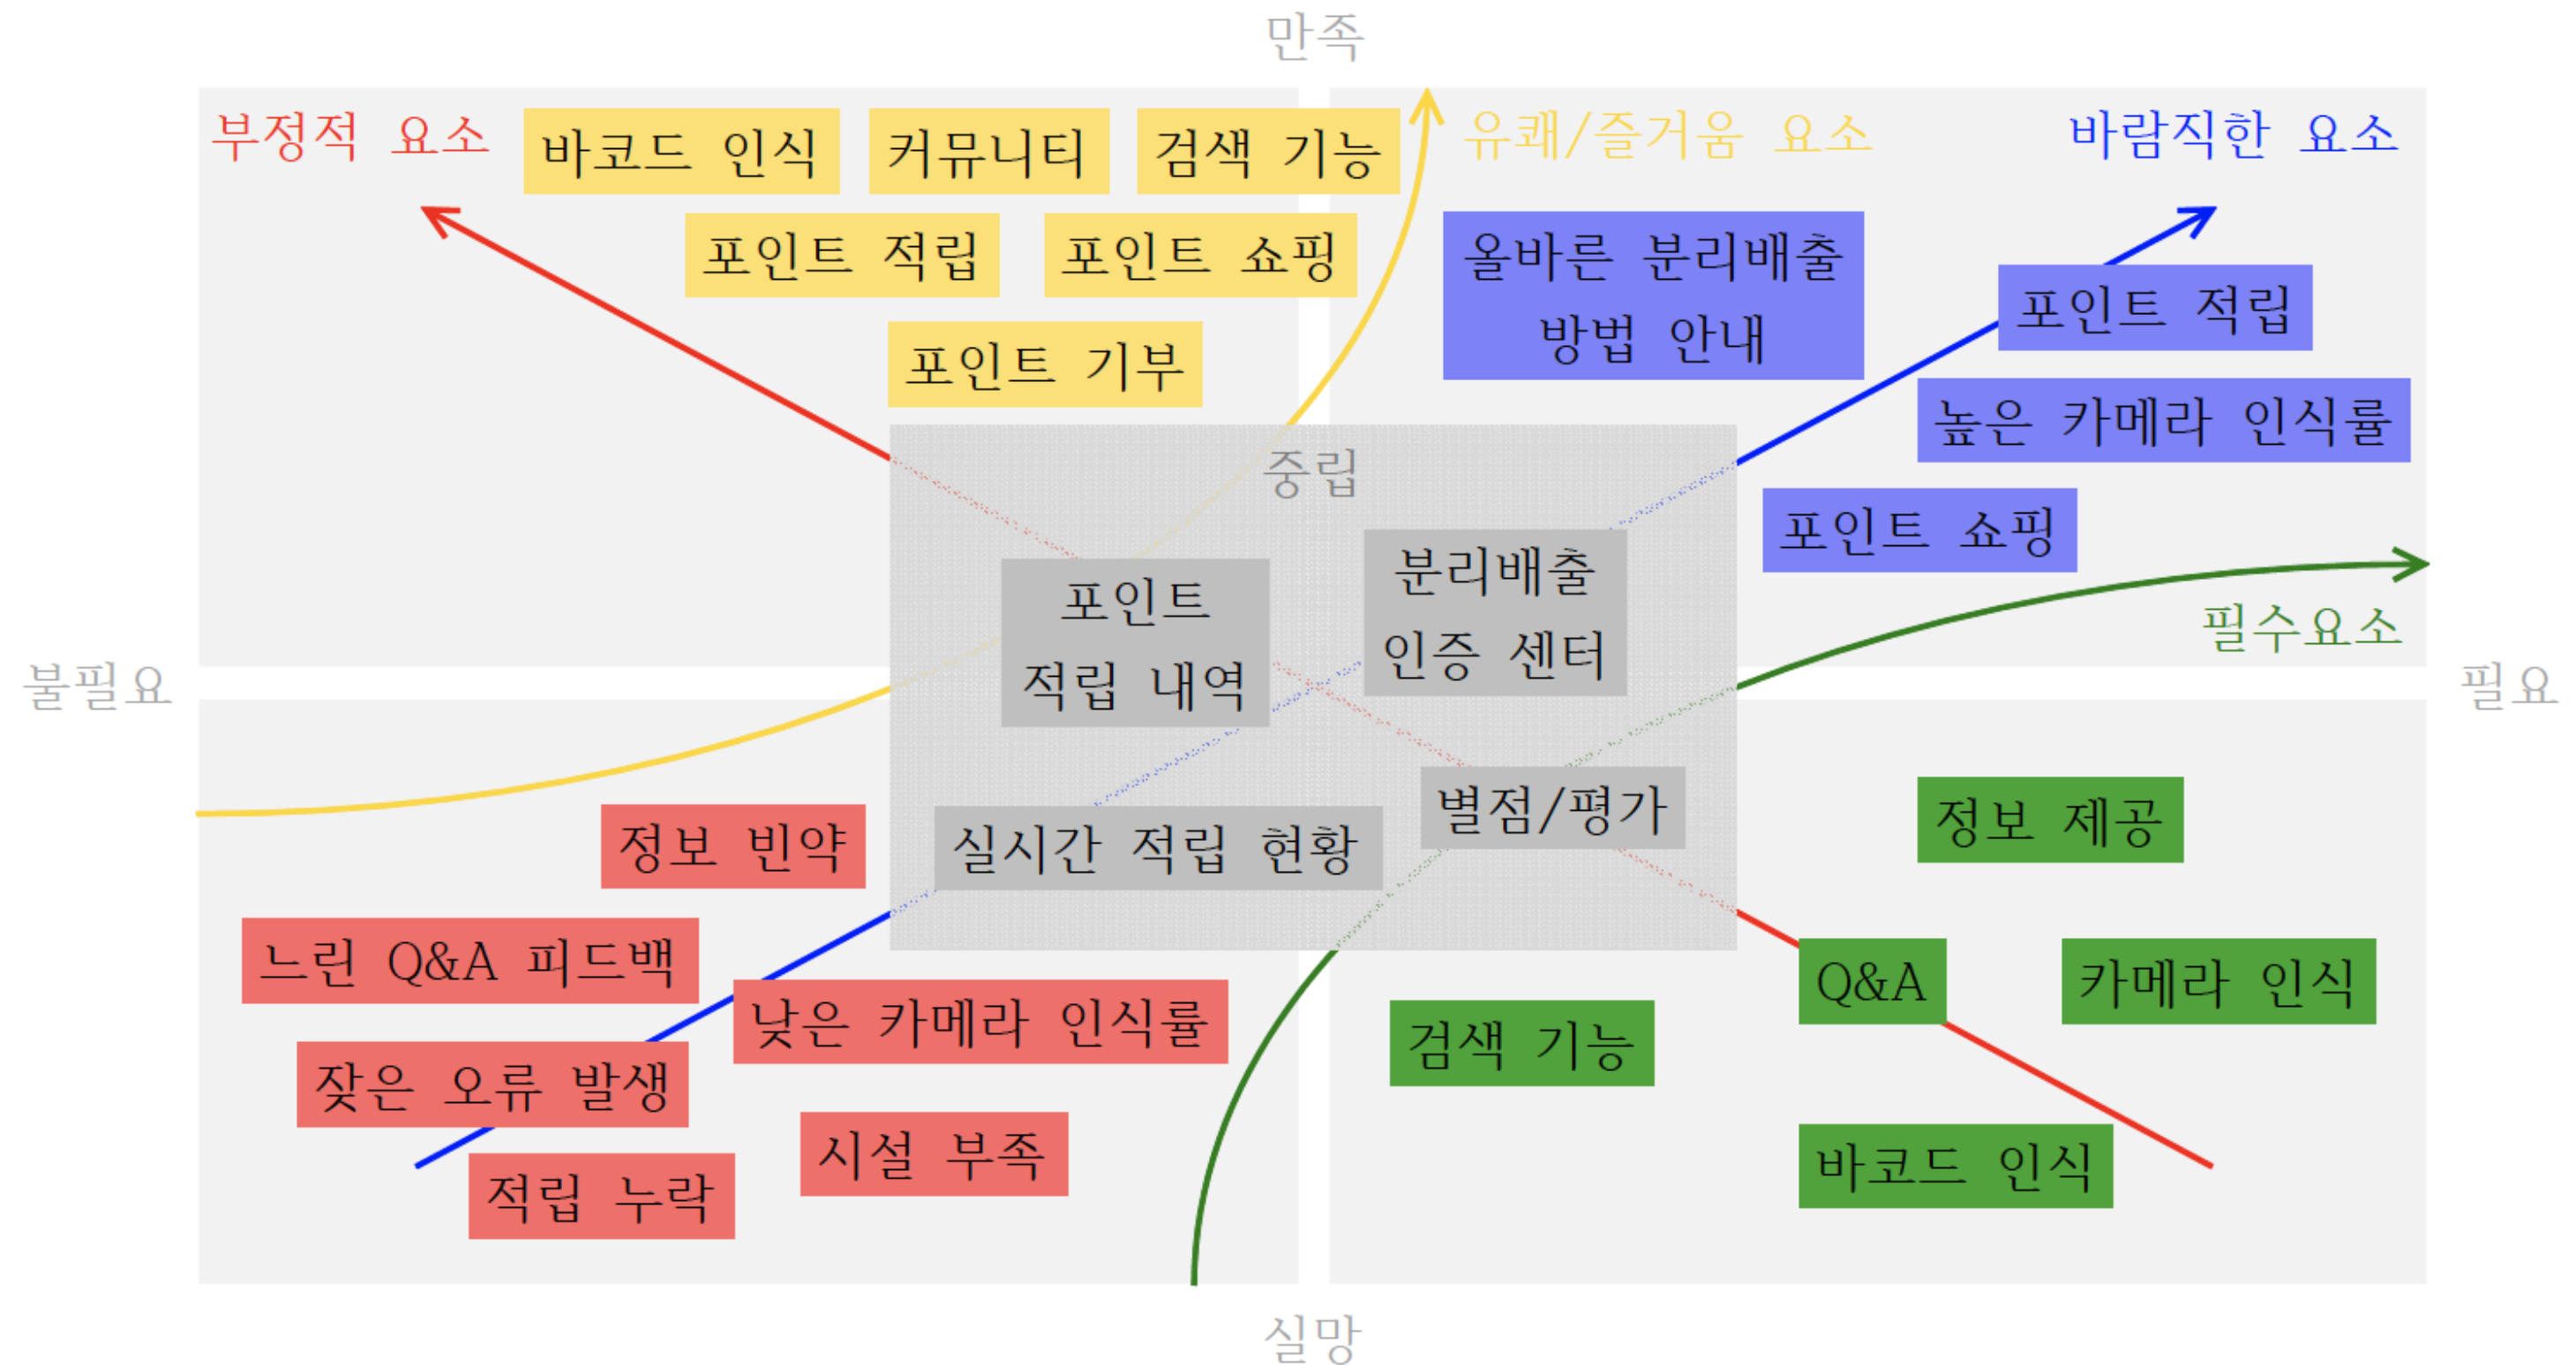 만족
부정적 요소
바코드 인식
커뮤니티
검색 기능
유쾌/즐거움 요소
바람직한 요소
포인트 적립
포인트 쇼핑
포인트 기부
올바른 분리배출
방법 안내
포인트 적립
높은 카메라 인식률
포인트 쇼핑
중립
포인트
적립 내역
분리배출
인증 센터
필수요소
불필요
필요
실시간 적립 현황
별점/평가
정보 빈약
느린 Q&A 피드백
낮은 카메라 인식률
잦은 오류 발생
시설 부족
적립 누락
정보 제공
Q&A
카메라 인식
검색 기능
바코드 인식
실망